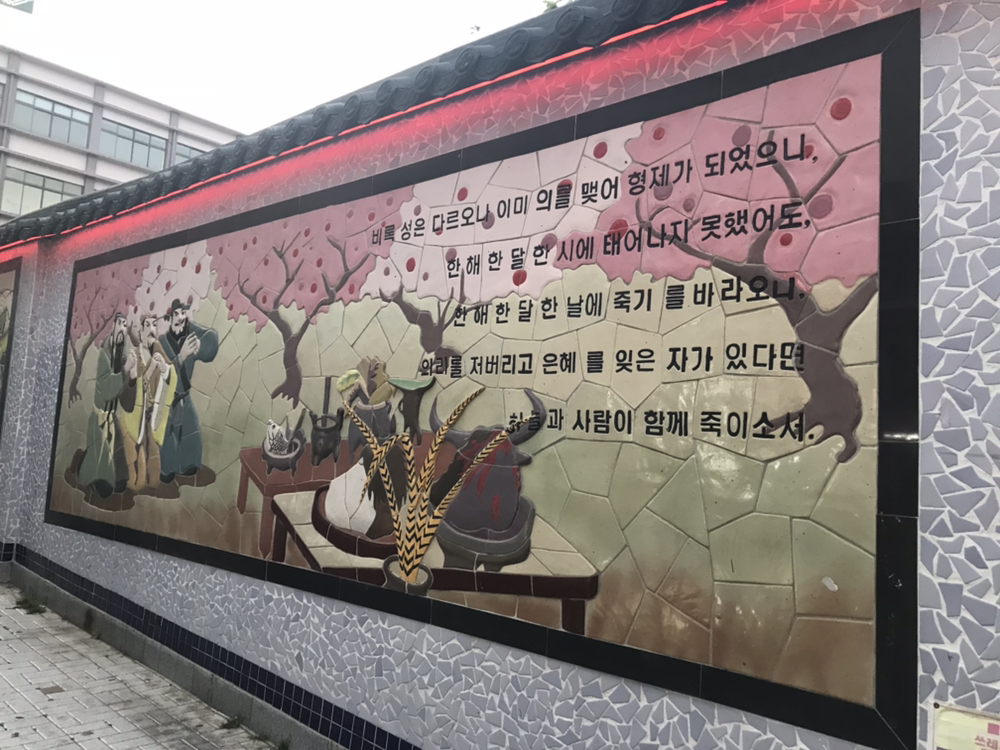 비록 성은 다르오나 이미 의를 맺어 형제가 되었으니,
한 해 한 달 한 시에 태어나지 못했어도,
한 해 한 달 한 날에 죽기 를 바라오니,
의리를 저버리고 은혜 를 잊은 자가 있다면
하늘과 사람이 함께 죽이소서.